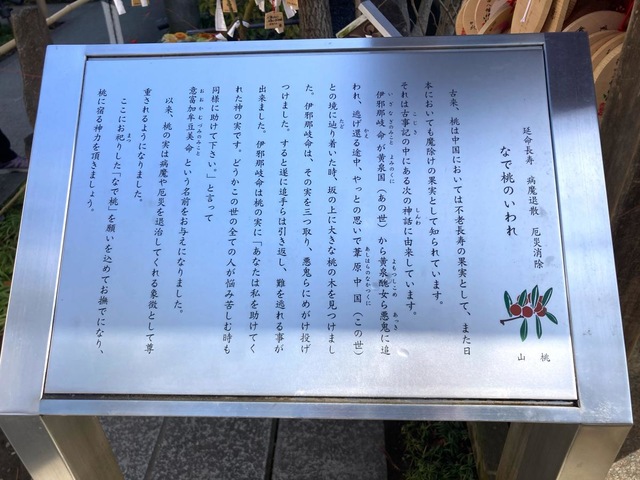 延命長寿　病魔退散　厄災消除
なで桃のいわれ
桃
山
古来、桃は中国においては不老長寿の果実として、また日
本においても魔除けの果実として知られています。
それは古事記の中にある次の神話に由来しています。
伊邪那岐命が黄泉国（あの世）から黄泉醜女ら悪鬼に追
われ、逃げ還る途中、やっとの思いで葦原中国（この世）
との境に辿り着いた時、坂の上に大きな桃の木を見つけまし
た。伊邪那岐命は、その実を三つ取り、悪鬼らにめがけ投げ
つけました。すると遂に追手らは引き返し、難を逃れる事が
出来ました。伊邪那岐命は桃の実に「あなたは私を助けてく
れた神の実です。どうかこの世の全ての人が悩み苦しむ時も
同様に助けて下さい。」と言って
意富加牟豆美命という名前をお与えになりました。
以来、桃の実は病魔や厄災を退治してくれる象徴として尊
重されるようになりました。
ここにお祀りした「なで桃」を願いを込めてお撫でになり、
桃に宿る神力を頂きましょう。